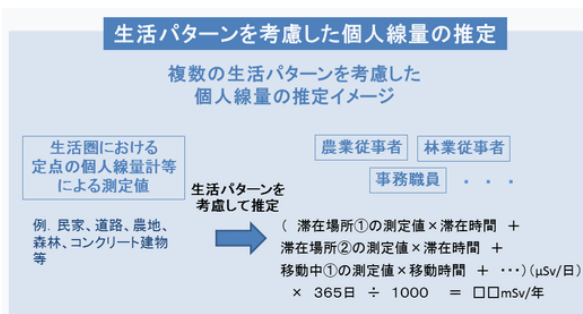 生活パターンを考慮した個人線量の推定
複数の生活パターンを考慮した
個人線量の推定イメージ
生活圏における
定点の個人線量計等
による測定値
例．民家、道路、農地、
森林、コンクリート建物
等
生活パターンを
考慮して推定
農業従事者
林業従事者
事務職員 ・ ・ ・
( 滞在場所①の測定値×滞在時間 +
滞在場所②の測定値×滞在時間 +
移動中①の測定値×移動時間 + ･･･)(μSv/日)
× 365日 ÷ 1000 = □□mSv/年